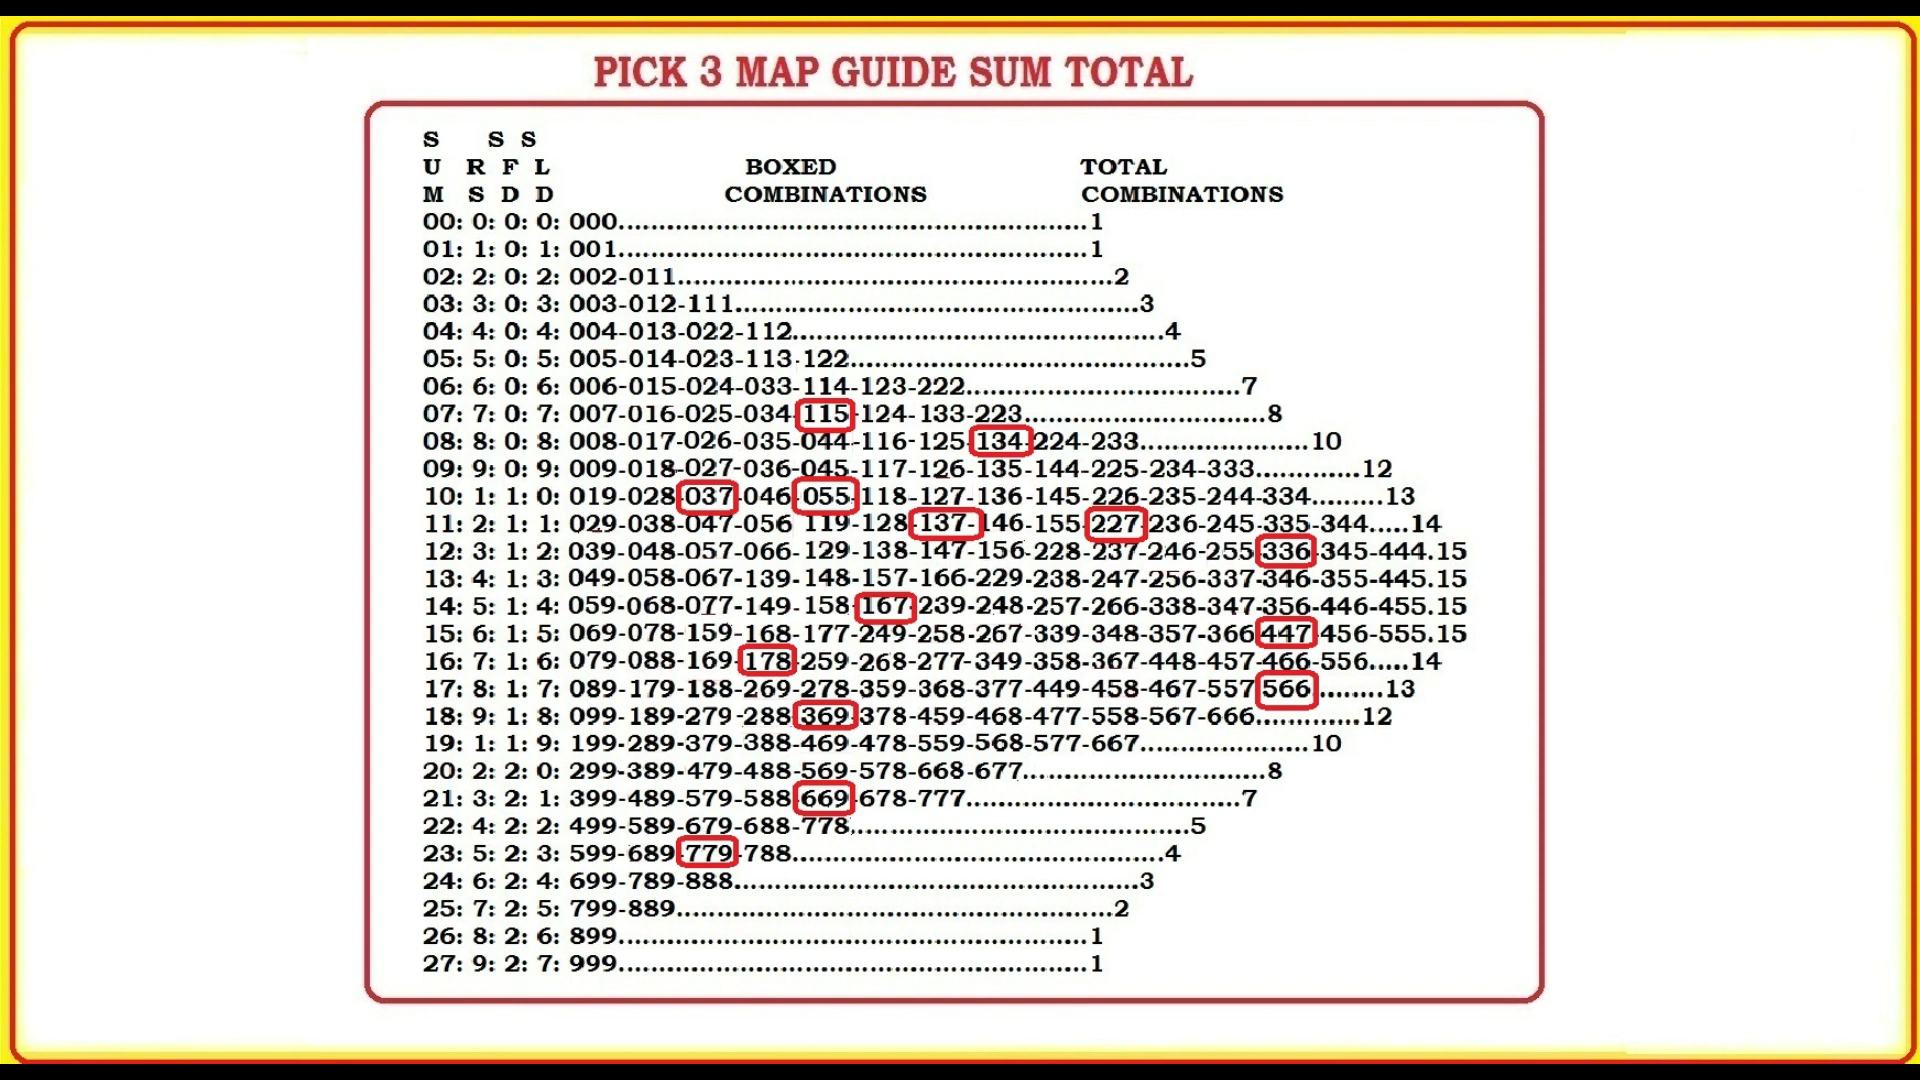 PICK 3 MAP GUIDE SUM TOTAL
S S S
U R F L BOXED TOTAL
M S D D COMBINATIONS COMBINATIONS
00: 0: 0: 0: 000..........................................................1
01: 1: 0: 1: 001..........................................................1
02: 2: 0: 2: 002-011......................................................2
03: 3: 0: 3: 003-012-111..................................................3
04: 4: 0: 4: 004-013-022-112..............................................4
05: 5: 0: 5: 005-014-023-113-122..........................................5
06: 6: 0: 6: 006-015-024-033-114-123-222..................................7
07: 7: 0: 7: 007-016-025-034-115-124-133-223..............................8
08: 8: 0: 8: 008-017-026-035-044-116-125-134-224-233.....................10
09: 9: 0: 9: 009-018-027-036-045-117-126-135-144-225-234-333.............12
10: 1: 1: 0: 019-028-037-046-055-118-127-136-145-226-235-244-334.........13
11: 2: 1: 1: 029-038-047-056 119-128-137-146-155-227-236-245-335-344.....14
12: 3: 1: 2: 039-048-057-066-129-138-147-156-228-237-246-255-336-345-444.15
13: 4: 1: 3: 049-058-067-139-148-157-166-229-238-247-256-337-346-355-445.15
14: 5: 1: 4: 059-068-077-149-158-167-239-248-257-266-338-347-356-446-455.15
15: 6: 1: 5: 069-078-159-168-177-249-258-267-339-348-357-366-447-456-555.15
16: 7: 1: 6: 079-088-169-178-259-268-277-349-358-367-448-457-466-556.....14
17: 8: 1: 7: 089-179-188-269-278-359-368-377-449-458-467-557-566.........13
18: 9: 1: 8: 099-189-279-288-369-378-459-468-477-558-567-666.............12
19: 1: 1: 9: 199-289-379-388-469-478-559-568-577-667.....................10
20: 2: 2: 0: 299-389-479-488-569-578-668-677..............................8
21: 3: 2: 1: 399-489-579-588-669-678-777..................................7
22: 4: 2: 2: 499-589-679-688-778..........................................5
23: 5: 2: 3: 599-689-779-788..............................................4
24: 6: 2: 4: 699-789-888..................................................3
25: 7: 2: 5: 799-889......................................................2
26: 8: 2: 6: 899..........................................................1
27: 9: 2: 7: 999..........................................................1